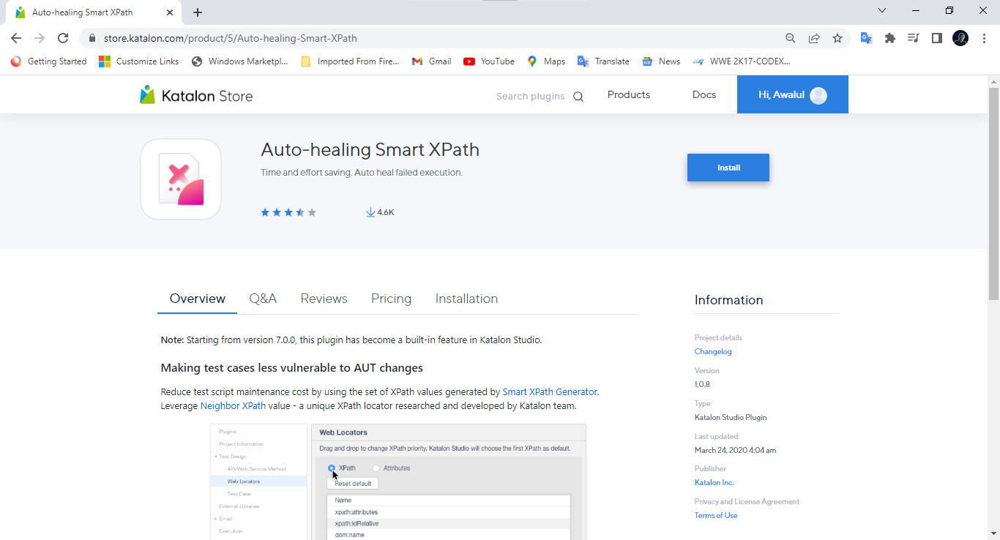 Auto-healing Smart XPath
store.katalon.com/product/5/Auto-healing-Smart-XPath
Getting Started
Customize Links
Windows Marketpl...
Imported From Fire...
Gmail
YouTube
Maps
Translate
News
WWE 2K17-CODEX...
Katalon Store
Search plugins
Products
Docs
Hi, Awalul
Auto-healing Smart XPath
Time and effort saving. Auto heal failed execution.
Install
4.6K
Overview
Q&A
Reviews
Pricing
Installation
Note: Starting from version 7.0.0, this plugin has become a built-in feature in Katalon Studio.
Making test cases less vulnerable to AUT changes
Reduce test script maintenance cost by using the set of XPath values generated by Smart XPath Generator.
Leverage Neighbor XPath value - a unique XPath locator researched and developed by Katalon team.
Plugins
Project Information
Test Design
API/Web Service Method
Web Locators
Test Case
External Libraries
Email
Execution
Web Locators
Drag and drop to change XPath priority. Katalon Studio will choose the first XPath as default.
XPath
Attributes
Reset default
Name
xpath:attributes
xpath:idRelative
dom:name
Information
Project details
Changelog
Version
1.0.8
Type
Katalon Studio Plugin
Last updated
March 24, 2020 4:04 am
Publisher
Katalon Inc.
Privacy and License Agreement
Terms of Use